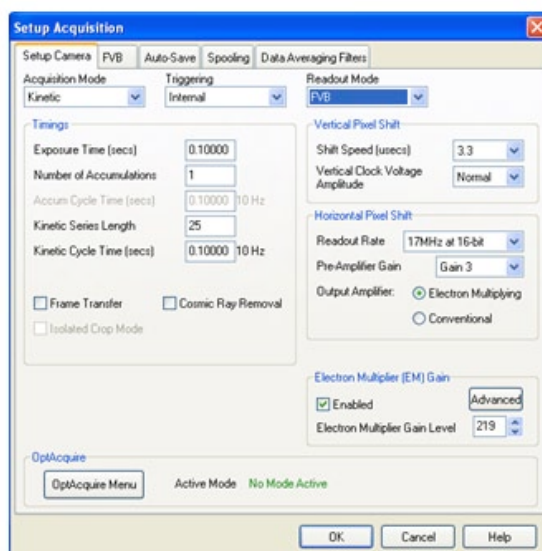 Setup Acquisition
Setup Camera FVB Auto-Save Spooling Data Averaging Filters
Acquisition Mode Triggering Readout Mode
Kinetic Internal FVB
Timings
Exposure Time (secs) 0.10000
Number of Accumulations 1
Accum Cycle Time (secs) 0.10000 10 Hz
Kinetic Series Length 25
Kinetic Cycle Time (secs) 0.10000 10 Hz
Frame Transfer Cosmic Ray Removal
Isolated Crop Mode
Vertical Pixel Shift
Shift Speed (usecs) 3.3
Vertical Clock Voltage
Amplitude Normal
Horizontal Pixel Shift
Readout Rate 17MHz at 16-bit
Pre-Amplifier Gain Gain 3
Output Amplifier: Electron Multiplying
Conventional
Electron Multiplier (EM) Gain
Enabled Advanced
Electron Multiplier Gain Level 219
OptAcquire
OptAcquire Menu Active Mode No Mode Active
OK Cancel Help